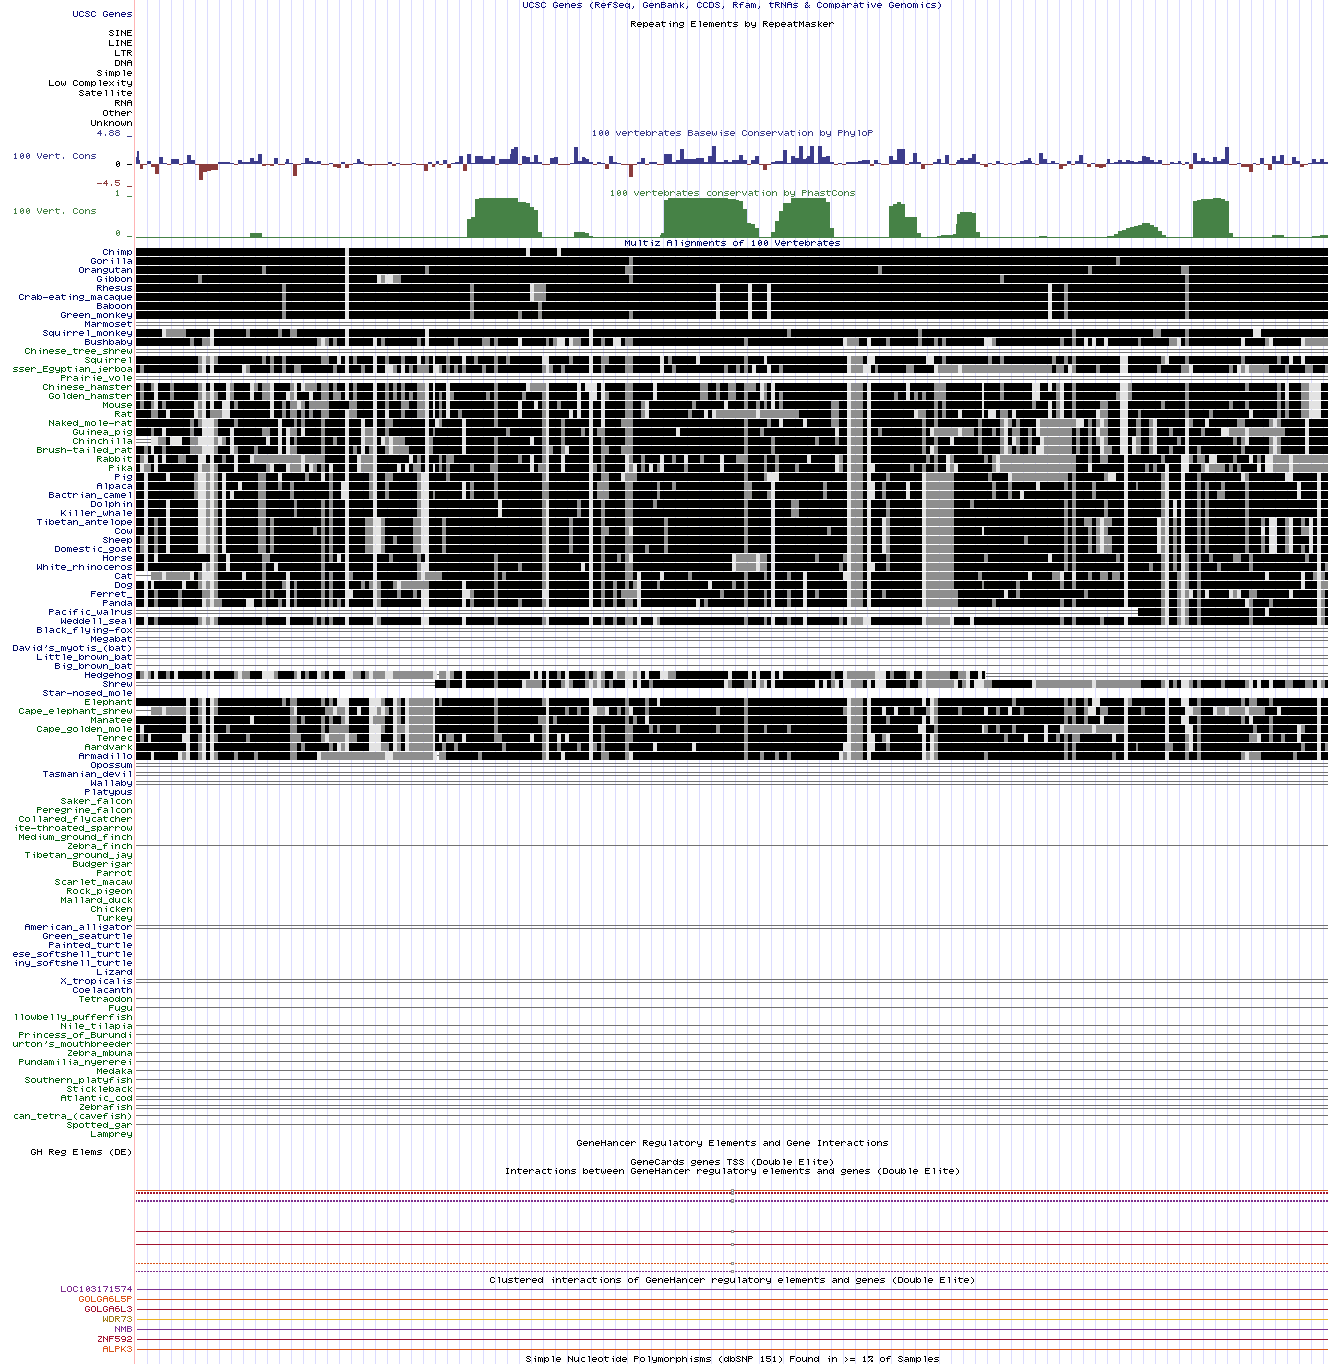 UCSC Genes (RefSeq, GenBank, CCDS, Rfam, tRNAs & Comparative Genomics)
UCSC Genes
Repeating Elements by RepeatMasker
SINE
LINE
LTR
DNA
Simple
Low Complexity
Satellite
RNA
Other
Unknown
4.88 _
100 vertebrates Basewise Conservation by PhyloP
100 Vert. Cons
0 _
-4.5 _
1 _
100 vertebrates conservation by PhastCons
100 Vert. Cons
0 _
Multiz Alignments of 100 Vertebrates
Chimp
Gorilla
Orangutan
Gibbon
Rhesus
Crab-eating_macaque
Baboon
Green_monkey
Marmoset
Squirrel_monkey
Bushbaby
Chinese_tree_shrew
Squirrel
sser_Egyptian_jerboa
Prairie_vole
Chinese_hamster
Golden_hamster
Mouse
Rat
Naked_mole-rat
Guinea_pig
Chinchilla
Brush-tailed_rat
Rabbit
Pika
Pig
Alpaca
Bactrian_camel
Dolphin
Killer_whale
Tibetan_antelope
Cow
Sheep
Domestic_goat
Horse
White_rhinoceros
Cat
Dog
Ferret_
Panda
Pacific_walrus
Weddell_seal
Black_flying-fox
Megabat
David's_myotis_(bat)
Little_brown_bat
Big_brown_bat
Hedgehog
Shrew
Star-nosed_mole
Elephant
Cape_elephant_shrew
Manatee
Cape_golden_mole
Tenrec
Aardvark
Armadillo
Opossum
Tasmanian_devil
Wallaby
Platypus
Saker_falcon
Peregrine_falcon
Collared_flycatcher
ite-throated_sparrow
Medium_ground_finch
Zebra_finch
Tibetan_ground_jay
Budgerigar
Parrot
Scarlet_macaw
Rock_pigeon
Mallard_duck
Chicken
Turkey
American_alligator
Green_seaturtle
Painted_turtle
ese_softshell_turtle
iny_softshell_turtle
Lizard
X_tropicalis
Coelacanth
Tetraodon
Fugu
llowbelly_pufferfish
Nile_tilapia
Princess_of_Burundi
urton's_mouthbreeder
Zebra_mbuna
Pundamilia_nyererei
Medaka
Southern_platyfish
Stickleback
Atlantic_cod
Zebrafish
can_tetra_(cavefish)
Spotted_gar
Lamprey
GeneHancer Regulatory Elements and Gene Interactions
GH Reg Elems (DE)
GeneCards genes TSS (Double Elite)
Interactions between GeneHancer regulatory elements and genes (Double Elite)
Clustered interactions of GeneHancer regulatory elements and genes (Double Elite)
LOC103171574
GOLGA6L5P
GOLGA6L3
WDR73
NMB
ZNF592
ALPK3
Simple Nucleotide Polymorphisms (dbSNP 151) Found in >= 1% of Samples